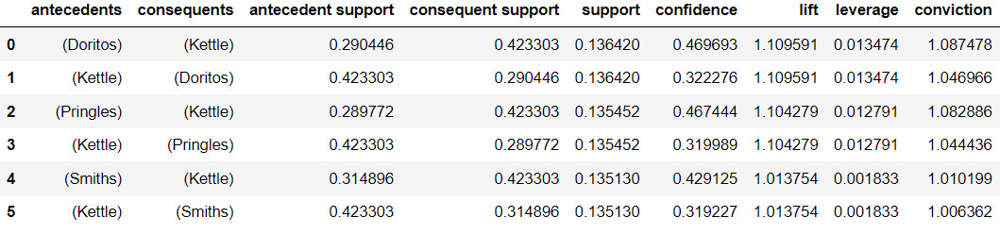 antecedents consequents antecedent support consequent support support confidence lift leverage conviction
0 (Doritos) (Kettle) 0.290446 0.423303 0.136420 0.469693 1.109591 0.013474 1.087478
1 (Kettle) (Doritos) 0.423303 0.290446 0.136420 0.322276 1.109591 0.013474 1.046966
2 (Pringles) (Kettle) 0.289772 0.423303 0.135452 0.467444 1.104279 0.012791 1.082886
3 (Kettle) (Pringles) 0.423303 0.289772 0.135452 0.319989 1.104279 0.012791 1.044436
4 (Smiths) (Kettle) 0.314896 0.423303 0.135130 0.429125 1.013754 0.001833 1.010199
5 (Kettle) (Smiths) 0.423303 0.314896 0.135130 0.319227 1.013754 0.001833 1.006362